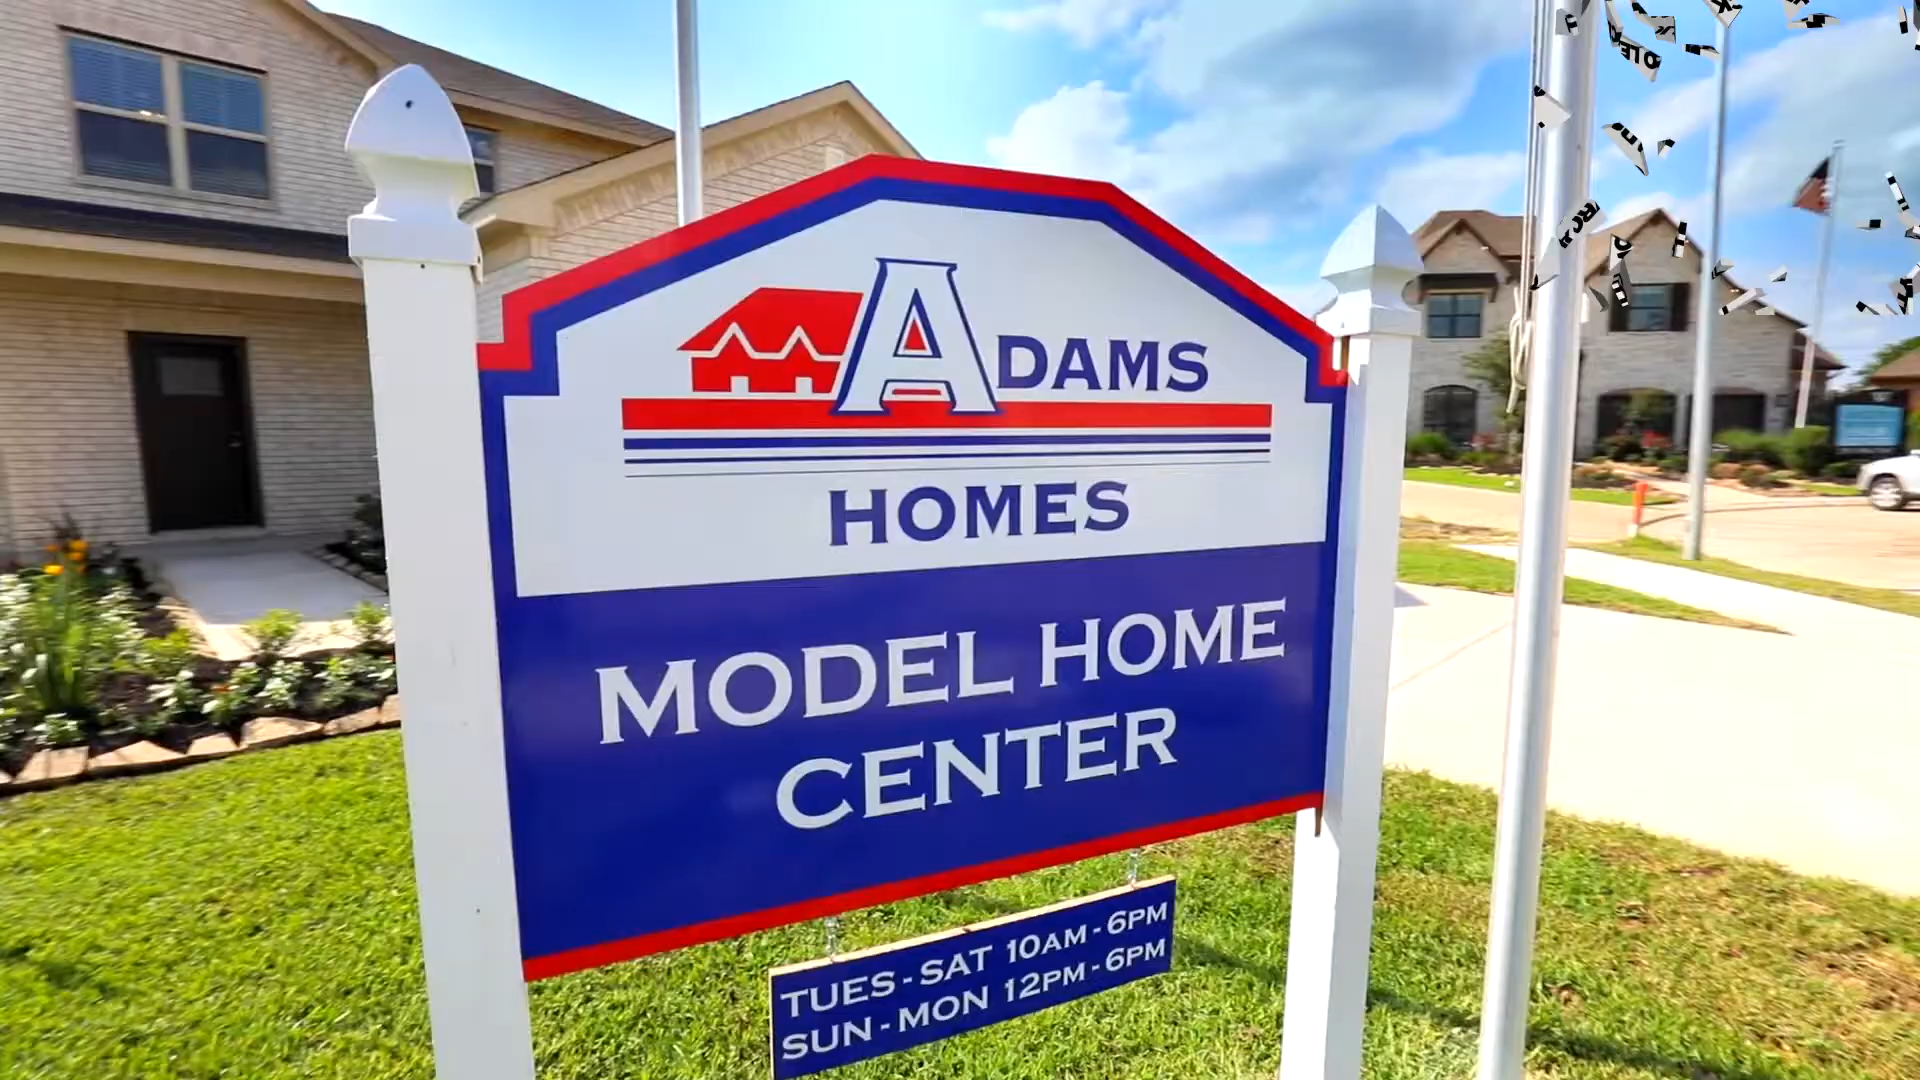 ADAMS
HOMES
MODEL HOME
CENTER
TUES - SAT 10AM - 6PM
SUN - MON 12PM - 6PM